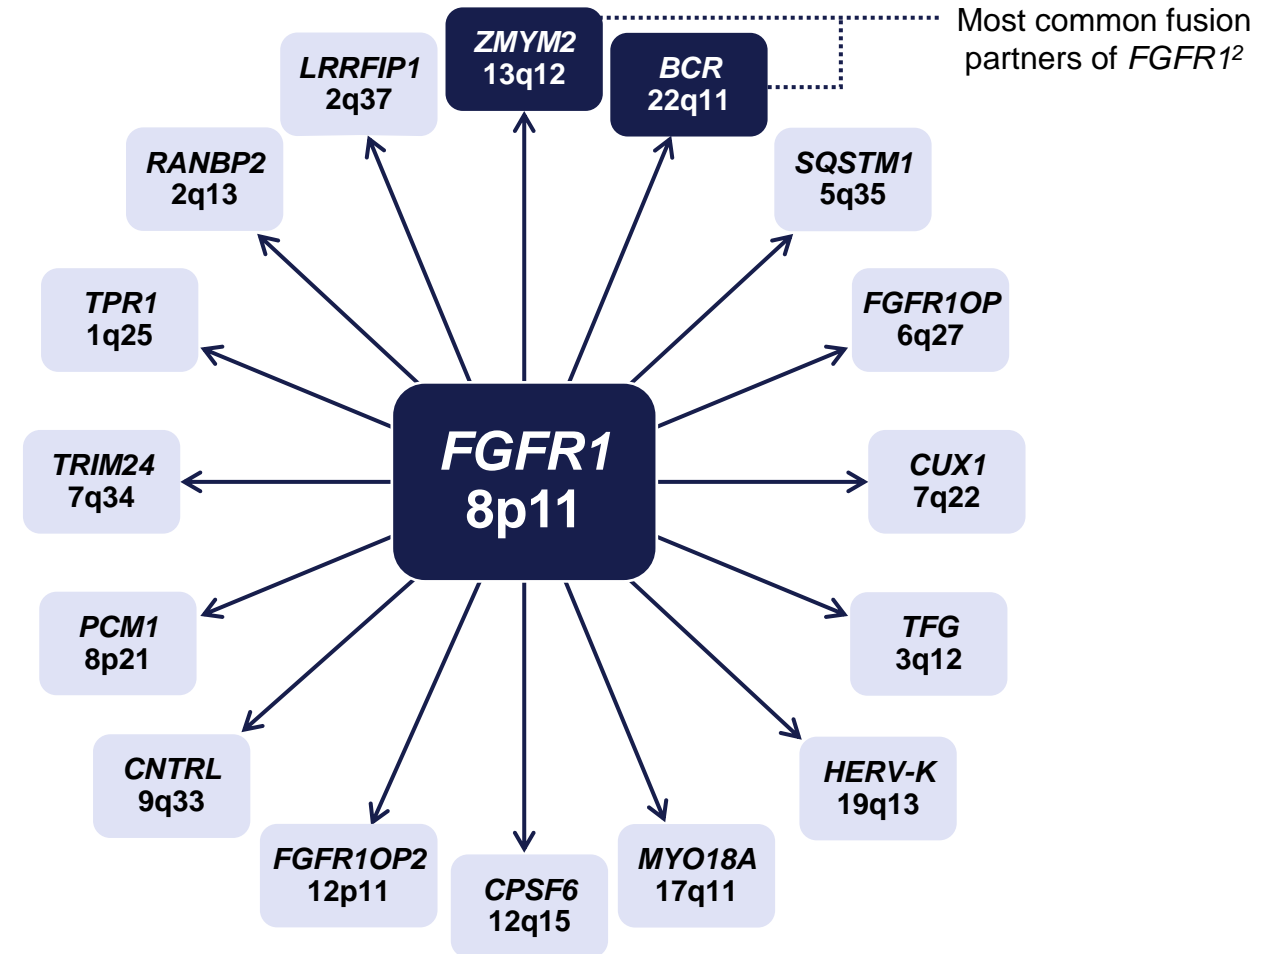 ZMYM2
13q12
Most common fusion
partners of FGFR1²
BCR
22q11
LRRFIP1
2q37
RANBP2
2q13
SQSTM1
5q35
TPR1
1q25
FGFR1OP
6q27
FGFR1
8p11
TRIM24
7q34
CUX1
7q22
PCM1
8p21
TFG
3q12
CNTRL
9q33
HERV-K
19q13
FGFR1OP2
12p11
CPSF6
12q15
MYO18A
17q11